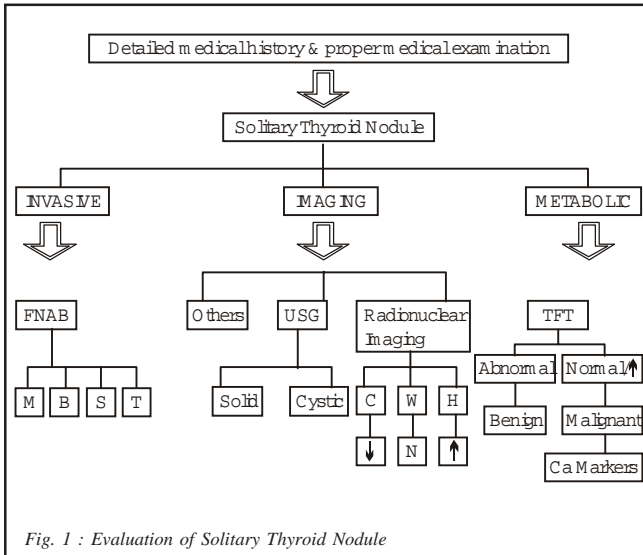 Detailed medical history & proper medical examination
Solitary Thyroid Nodule
INVASIVE
IMAGING
METABOLIC
FNAB
Others
USG
Radionuclear
Imaging
TFT
M
B
S
T
Solid
Cystic
C
W
H
Abnormal
Normal/↑
↓
N
↑
Benign
Malignant
Ca Markers
Fig. 1 : Evaluation of Solitary Thyroid Nodule